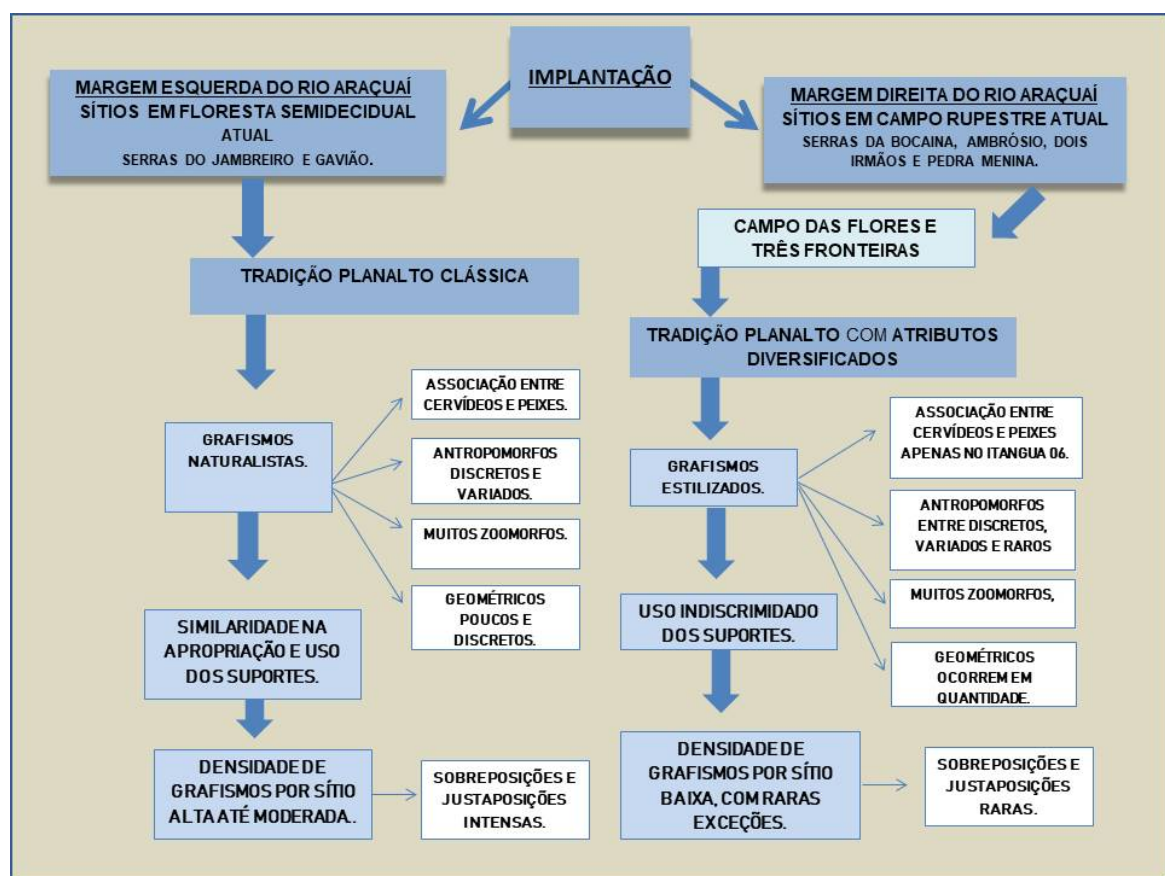 IMPLANTAÇÃO
MARGEM ESQUERDA DO RIO ARAÇUAÍ
SÍTIOS EM FLORESTA SEMIDECIDUAL
ATUAL
SERRAS DO JAMBREIRO E GAVIÃO.
TRADIÇÃO PLANALTO CLÁSSICA
GRAFISMOS
NATURALISTAS.
ASSOCIAÇÃO ENTRE
CERVÍDEOS E PEIXES.
ANTROPOMORFOS
DISCRETOS E
VARIADOS.
MUITOS ZOOMORFOS.
GEOMÉTRICOS
POUCOS E
DISCRETOS.
SIMILARIDADE NA
APROPRIAÇÃO E USO
DOS SUPORTES.
DENSIDADE DE
GRAFISMOS POR SÍTIO
ALTA ATÉ MODERADA..
SOBREPOSIÇÕES E
JUSTAPOSIÇÕES
INTENSAS.
MARGEM DIREITA DO RIO ARAÇUAÍ
SÍTIOS EM CAMPO RUPESTRE ATUAL
SERRAS DA BOCAINA, AMBRÓSIO, DOIS
IRMÃOS E PEDRA MENINA.
CAMPO DAS FLORES E
TRÊS FRONTEIRAS
TRADIÇÃO PLANALTO COM ATRIBUTOS
DIVERSIFICADOS
GRAFISMOS
ESTILIZADOS.
ASSOCIAÇÃO ENTRE
CERVÍDEOS E PEIXES
APENAS NO ITANGUA 06.
ANTROPOMORFOS
ENTRE DISCRETOS,
VARIADOS E RAROS
MUITOS ZOOMORFOS,
GEOMÉTRICOS
OCORREM EM
QUANTIDADE.
USO INDISCRIMIDADO
DOS SUPORTES.
DENSIDADE DE
GRAFISMOS POR SÍTIO
BAIXA, COM RARAS
EXCEÇÕES.
SOBREPOSIÇÕES E
JUSTAPOSIÇÕES
RARAS.